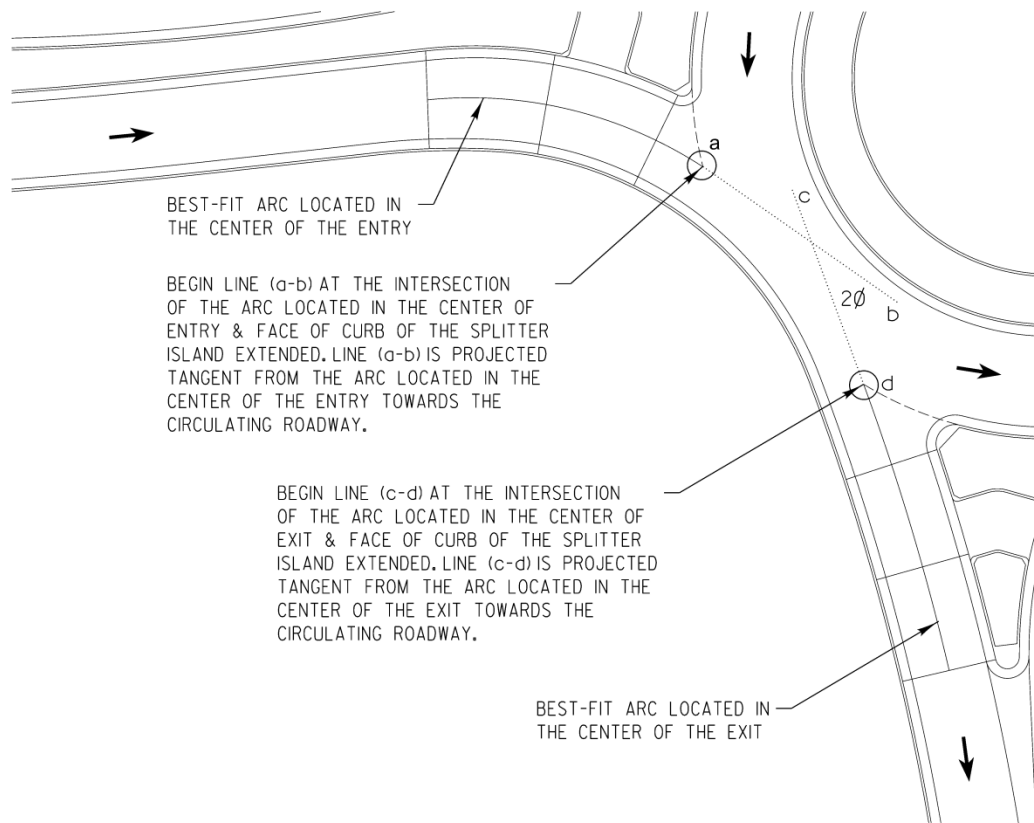 a
c
BEST-FIT ARC LOCATED IN
THE CENTER OF THE ENTRY
BEGIN LINE (a-b) AT THE INTERSECTION
OF THE ARC LOCATED IN THE CENTER OF
ENTRY & FACE OF CURB OF THE SPLITTER
ISLAND EXTENDED. LINE (a-b) IS PROJECTED
TANGENT FROM THE ARC LOCATED IN THE
CENTER OF THE ENTRY TOWARDS THE
CIRCULATING ROADWAY.
2Ø
b
d
BEGIN LINE (c-d) AT THE INTERSECTION
OF THE ARC LOCATED IN THE CENTER OF
EXIT & FACE OF CURB OF THE SPLITTER
ISLAND EXTENDED. LINE (c-d) IS PROJECTED
TANGENT FROM THE ARC LOCATED IN THE
CENTER OF THE EXIT TOWARDS THE
CIRCULATING ROADWAY.
BEST-FIT ARC LOCATED IN
THE CENTER OF THE EXIT